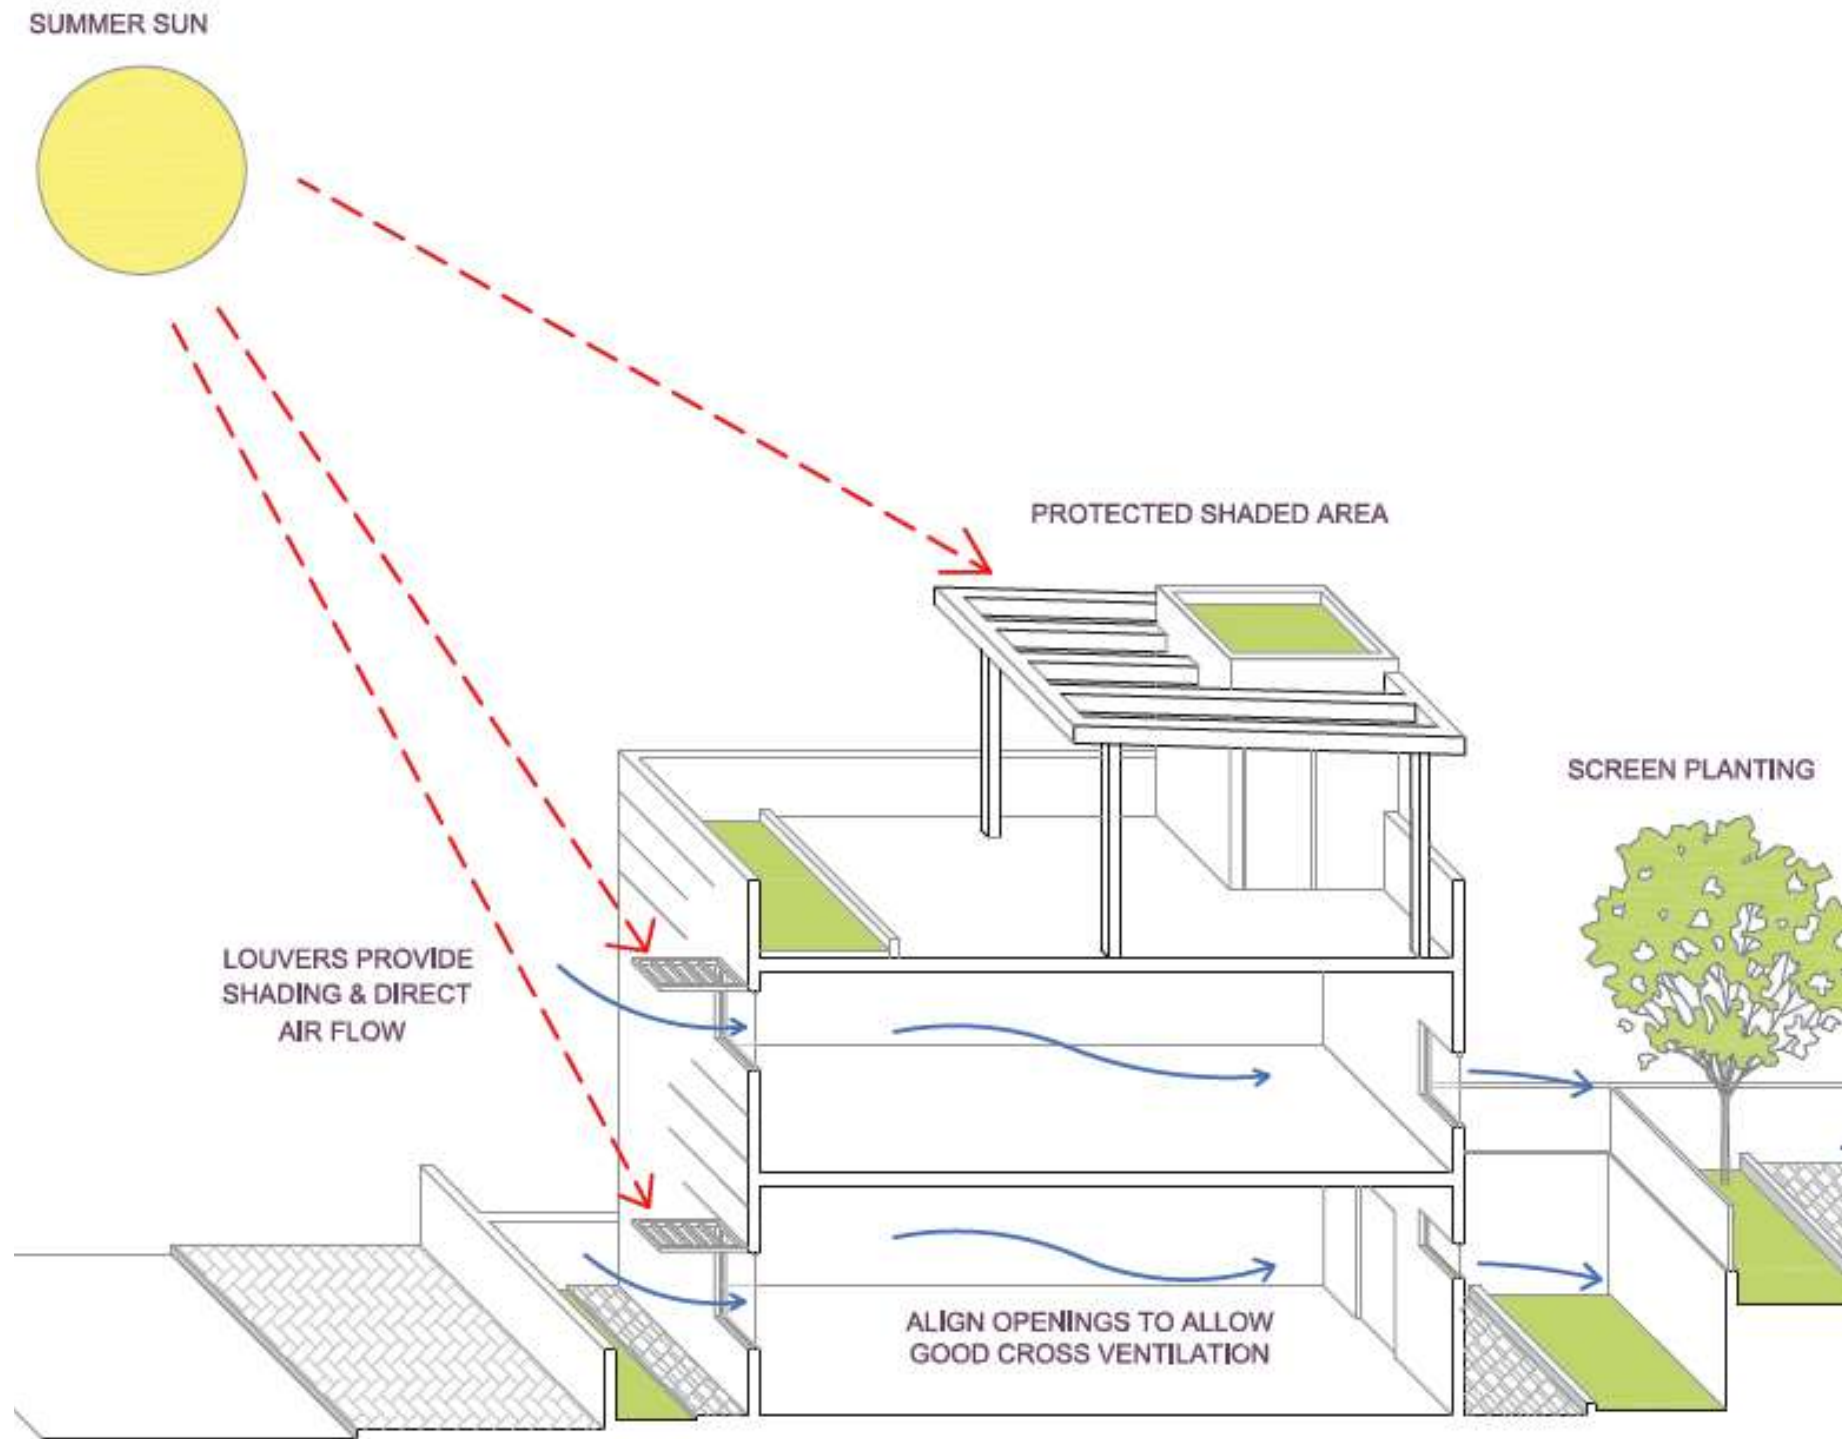 SUMMER SUN
PROTECTED SHADED AREA
SCREEN PLANTING
LOUVERS PROVIDE
SHADING & DIRECT
AIR FLOW
ALIGN OPENINGS TO ALLOW
GOOD CROSS VENTILATION